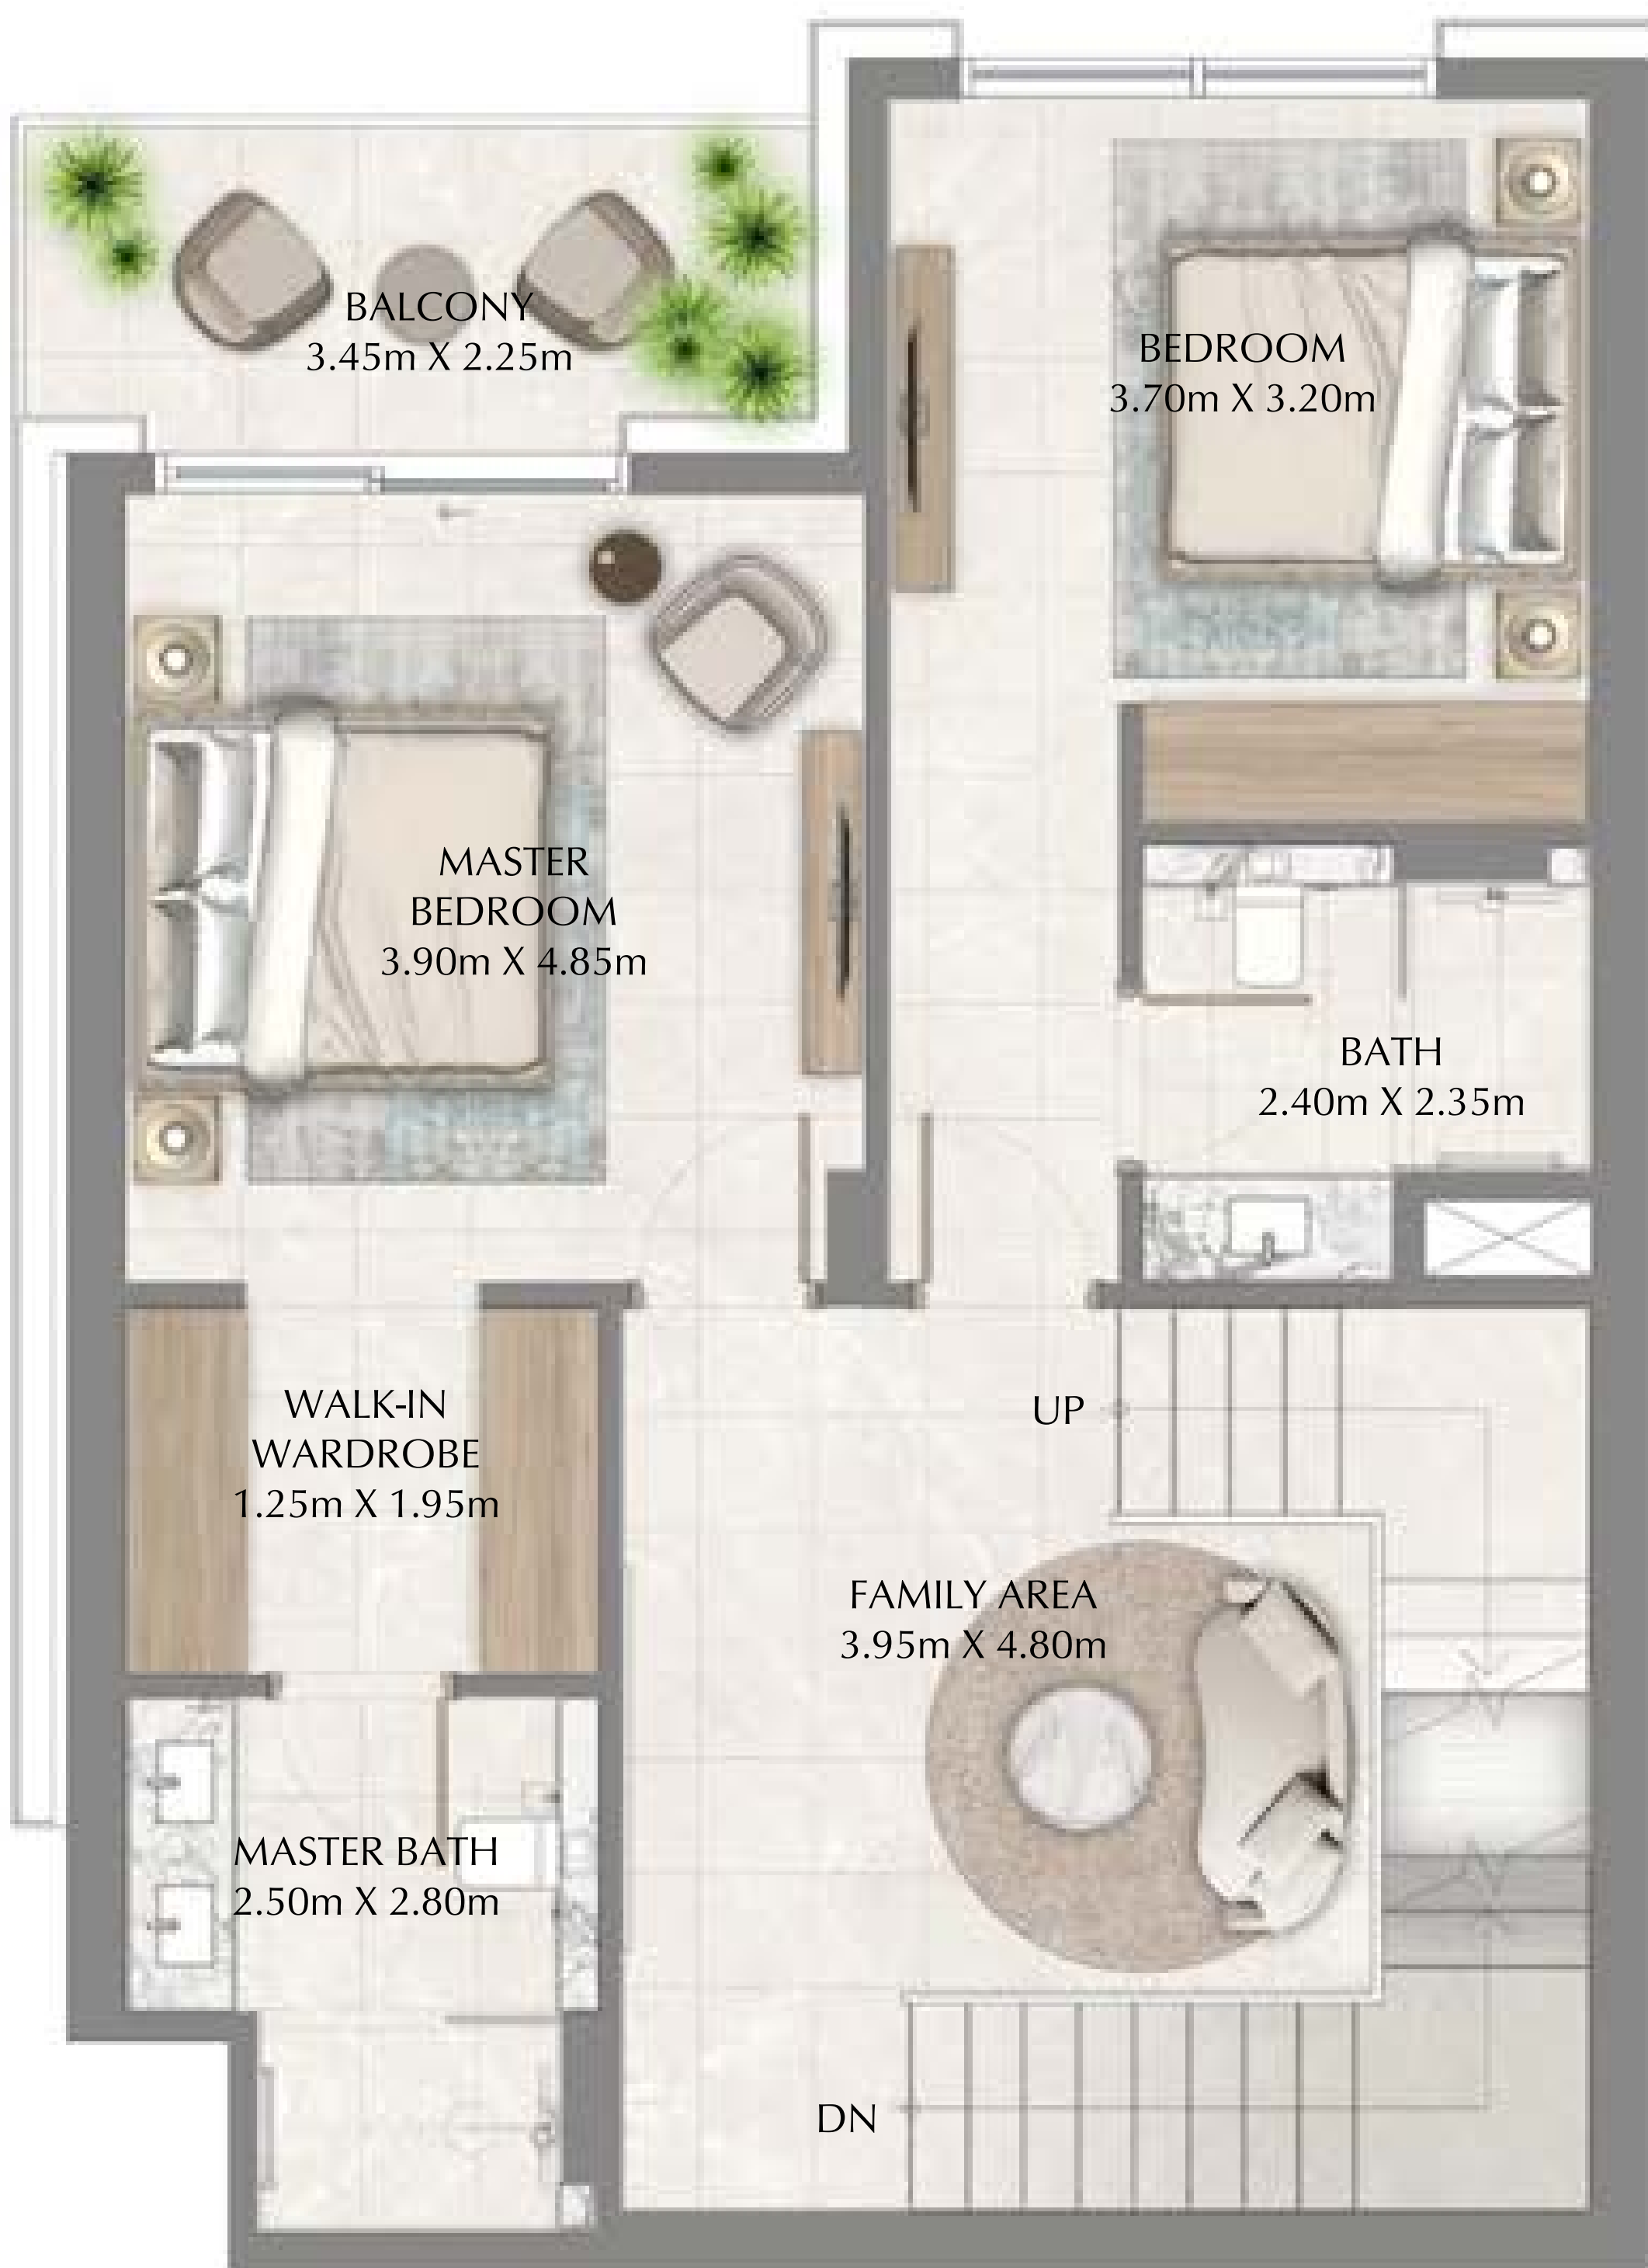 BALCONY
3.45m X 2.25m
BEDROOM
3.70m X 3.20m
MASTER
BEDROOM
3.90m X 4.85m
BATH
2.40m X 2.35m
WALK-IN
WARDROBE
1.25m X 1.95m
UP
FAMILY AREA
3.95m X 4.80m
MASTER BATH
2.50m X 2.80m
DN